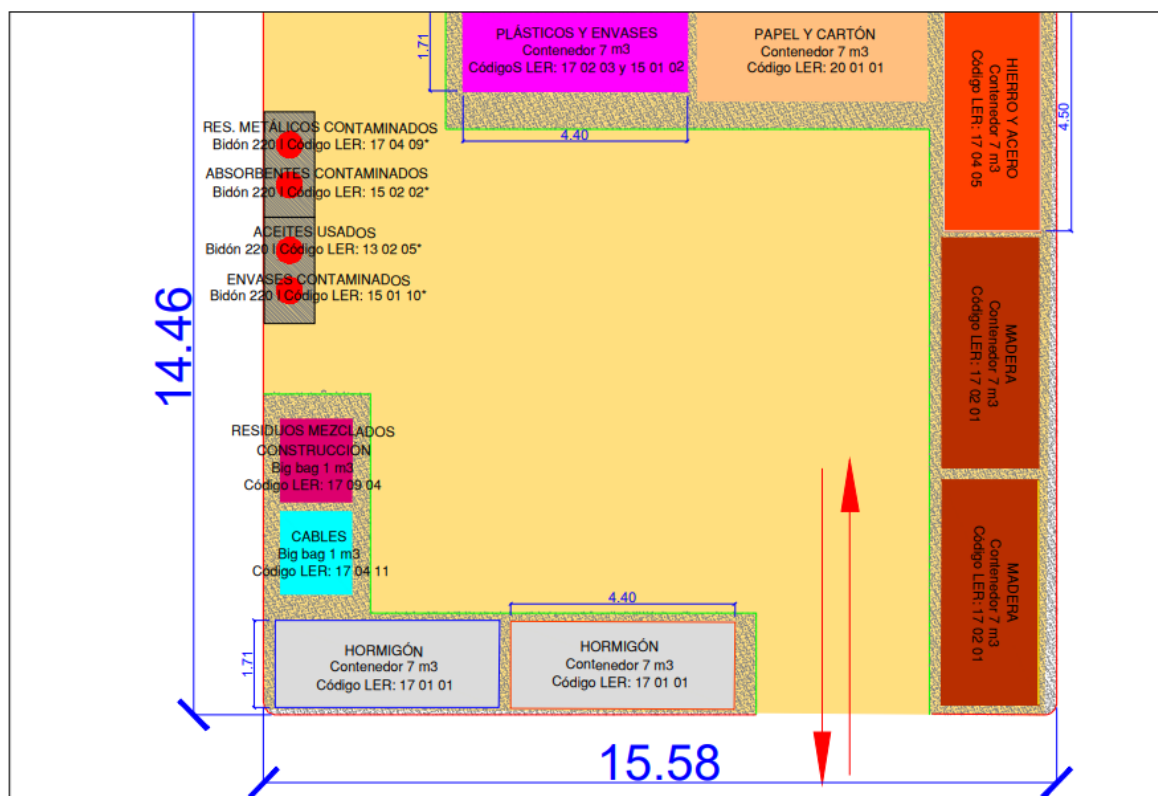 PLÁSTICOS Y ENVASES
Contenedor 7 m3
CódigoS LER: 17 02 03 y 15 01 02
PAPEL Y CARTÓN
Contenedor 7 m3
Código LER: 20 01 01
HIERRO Y ACERO
Contenedor 7 m3
Código LER: 17 04 05
1.71
4.40
4.50
RES. METÁLICOS CONTAMINADOS
Bidón 220 l Código LER: 17 04 09*
ABSORBENTES CONTAMINADOS
Bidón 220 l Código LER: 15 02 02*
ACEITES USADOS
Bidón 220 l Código LER: 13 02 05*
ENVASES CONTAMINADOS
Bidón 220 l Código LER: 15 01 10*
14.46
MADERA
Contenedor 7 m3
Código LER: 17 02 01
RESIDUOS MEZCLADOS
CONSTRUCCIÓN
Big bag 1 m3
Código LER: 17 09 04
CABLES
Big bag 1 m3
Código LER: 17 04 11
MADERA
Contenedor 7 m3
Código LER: 17 02 01
4.40
1.71
HORMIGÓN
Contenedor 7 m3
Código LER: 17 01 01
HORMIGÓN
Contenedor 7 m3
Código LER: 17 01 01
15.58